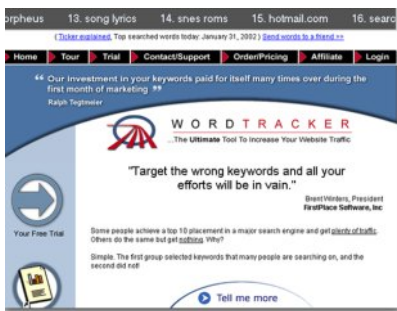 orpheus 13. song lyrics 14. snes roms 15. hotmail.com 16. searc
( Ticker explained. Top searched words today: January 31, 2002 ) Send words to a friend >>
Home Tour Trial Contact/Support Order/Pricing Affiliate Login
“ Our investment in your keywords paid for itself many times over during the
first month of marketing ”
Ralph Tegtmeier
WORDTRACKER
...The Ultimate Tool To Increase Your Website Traffic
"Target the wrong keywords and all your
efforts will be in vain."
Brent Winters, President
FirstPlace Software, Inc
Your Free Trial
Some people achieve a top 10 placement in a major search engine and get plenty of traffic.
Others do the same but get nothing. Why?
Simple. The first group selected keywords that many people are searching on, and the
second did not!
Tell me more